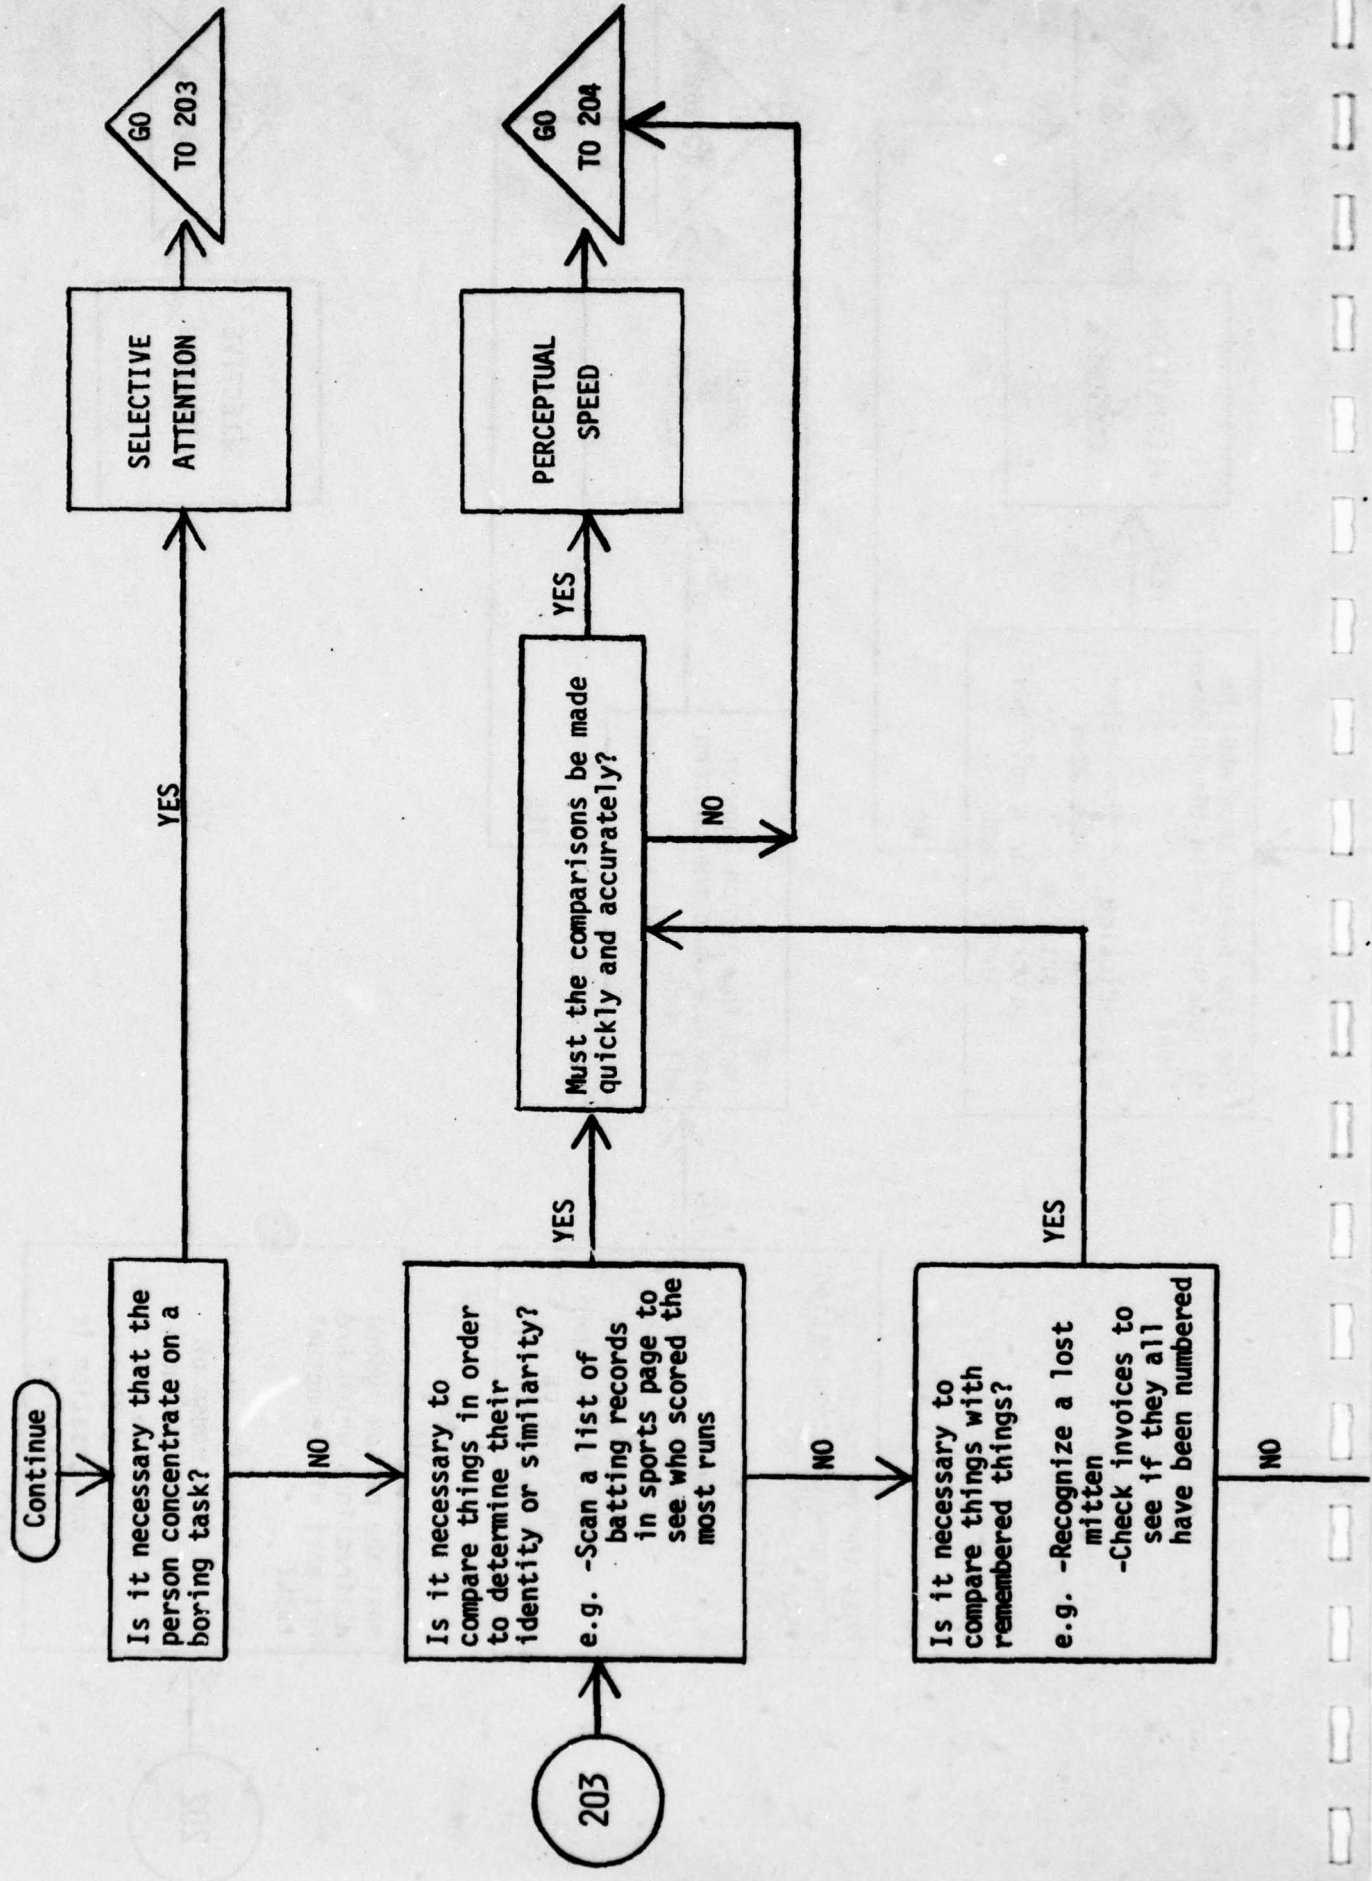 Continue
Is it necessary that the
person concentrate on a
boring task?
YES
SELECTIVE
ATTENTION
GO
TO 203
NO
203
Is it necessary to
compare things in order
to determine their
identity or similarity?
e.g. -Scan a list of
batting records
in sports page to
see who scored the
most runs
YES
Must the comparisons be made
quickly and accurately?
YES
PERCEPTUAL
SPEED
GO
TO 204
NO
NO
Is it necessary to
compare things with
remembered things?
e.g. -Recognize a lost
mitten
-Check invoices to
see if they all
have been numbered
YES
NO